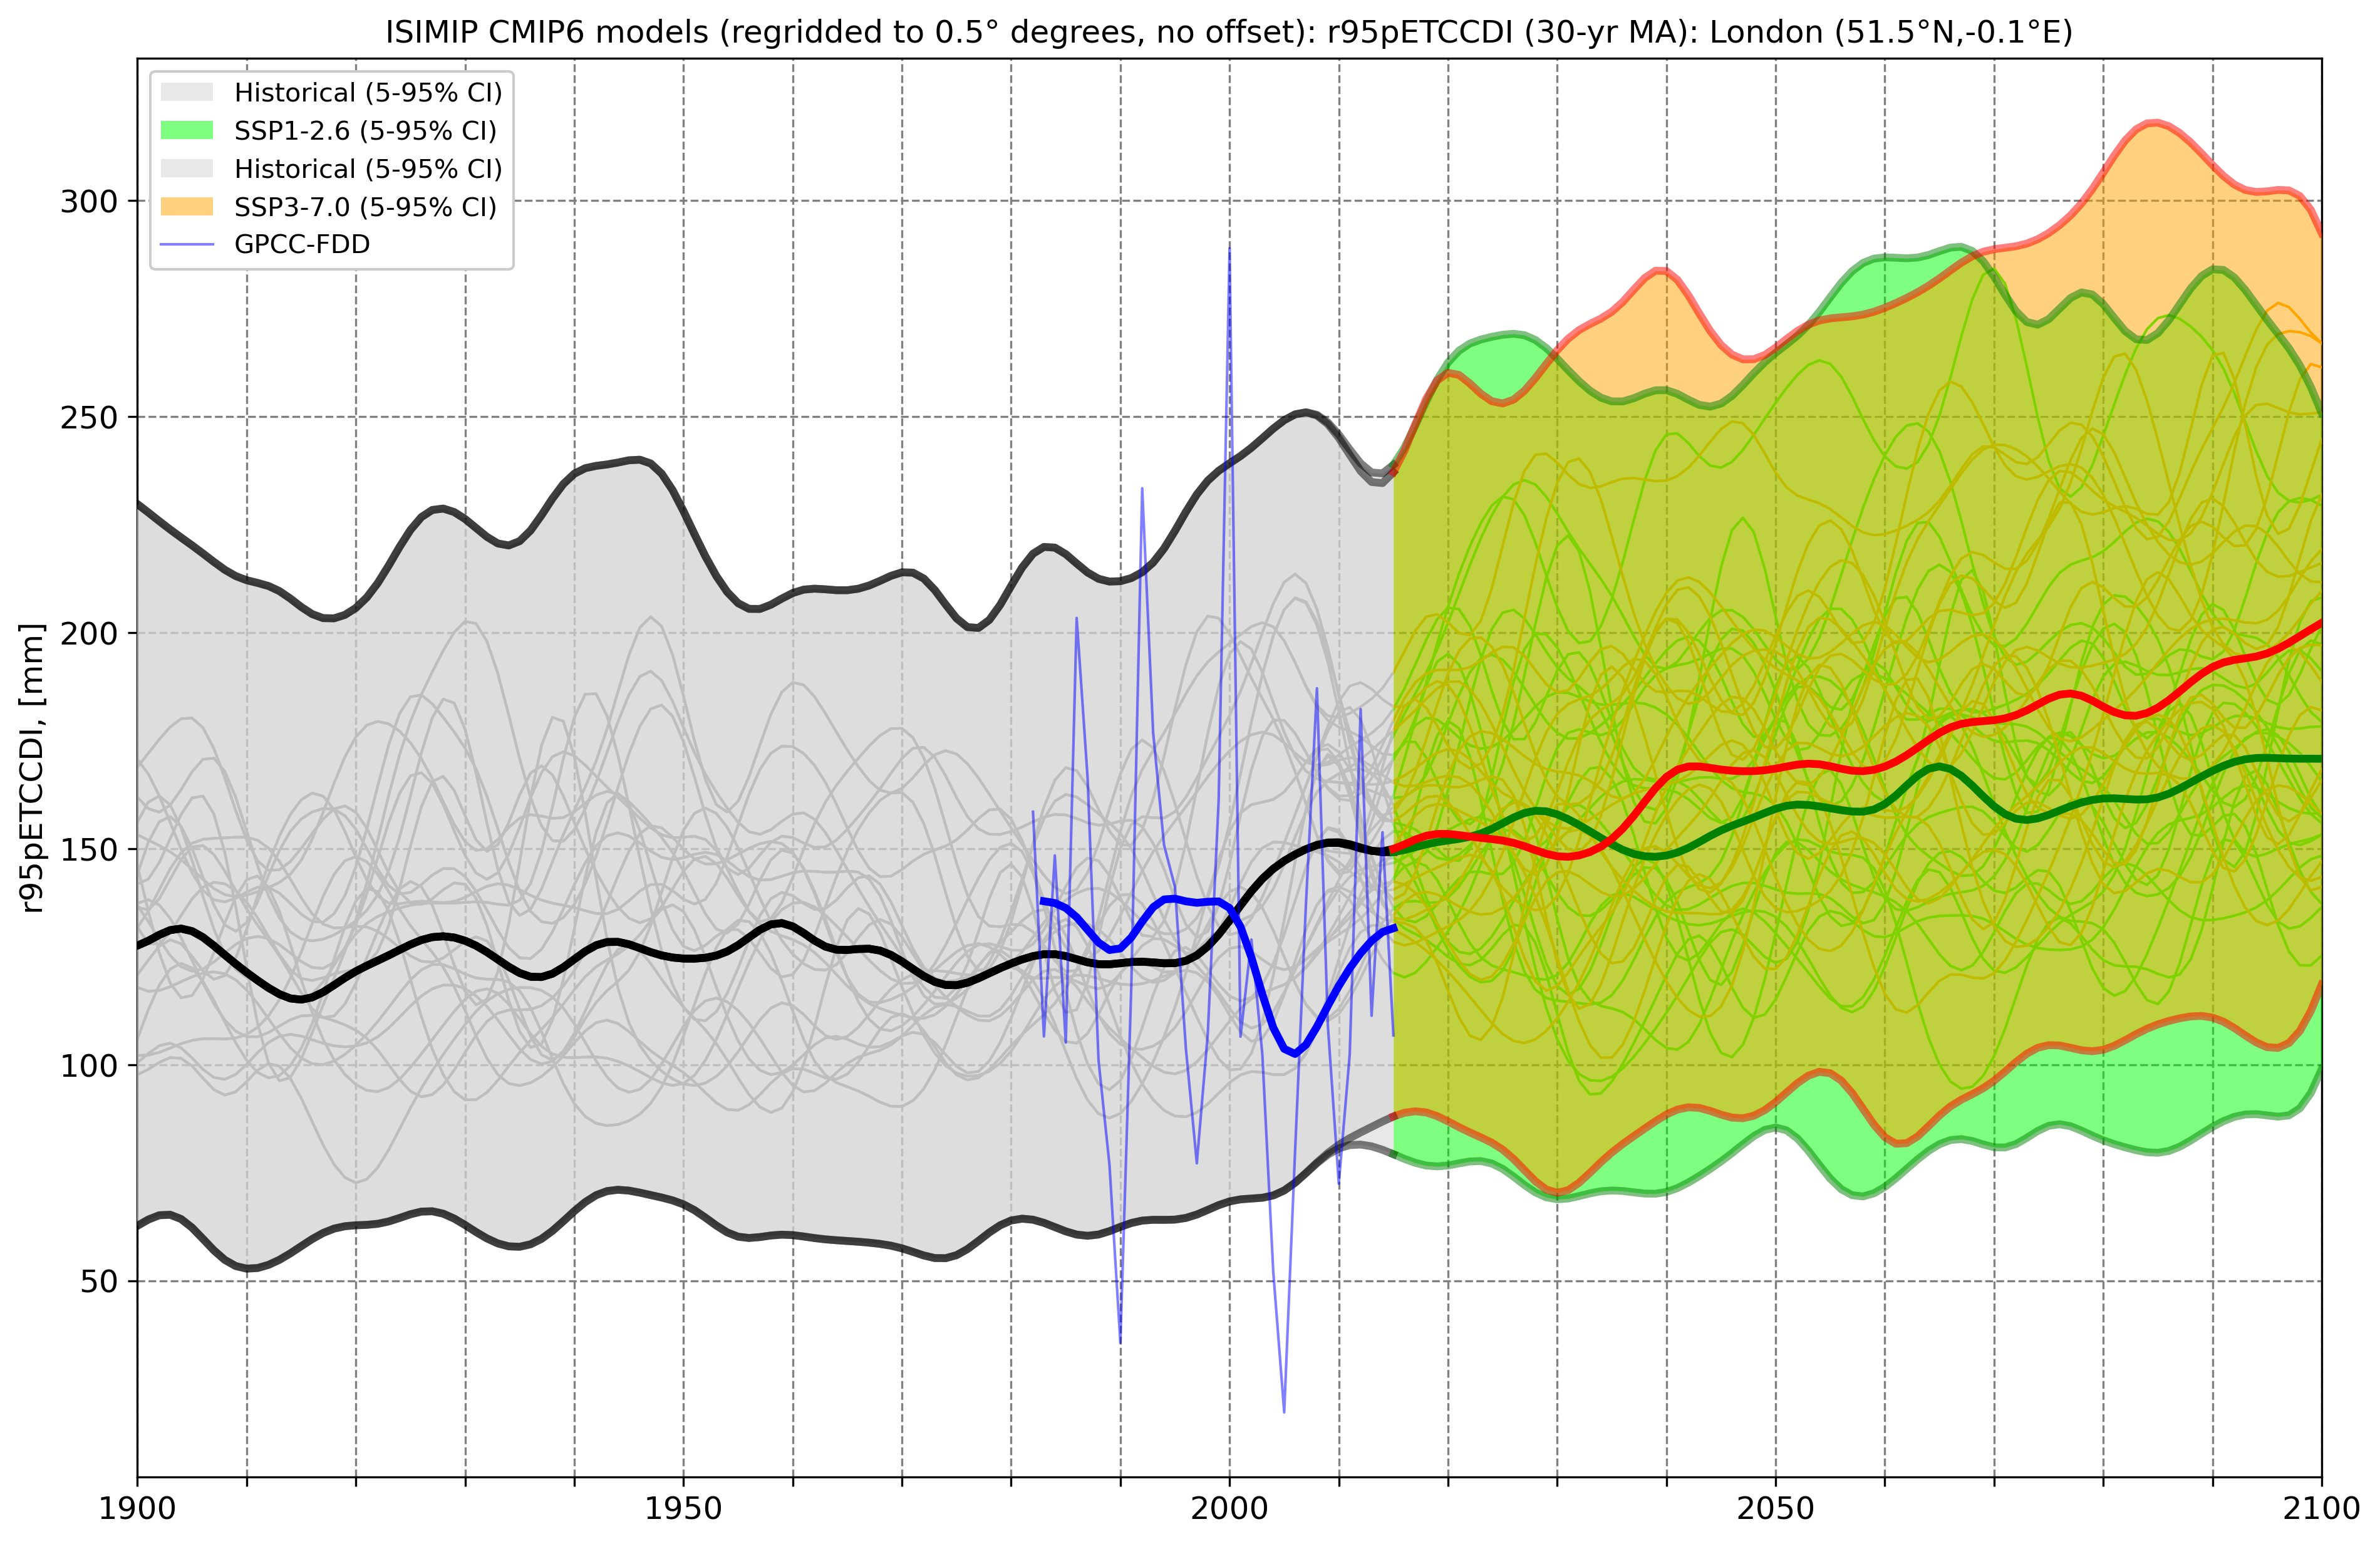 ISIMIP CMIP6 models (regridded to 0.5° degrees, no offset): r95pETCCDI (30-yr MA): London (51.5°N,-0.1°E)
Historical (5-95% CI)
SSP1-2.6 (5-95% CI)
Historical (5-95% CI)
SSP3-7.0 (5-95% CI)
GPCC-FDD
r95pETCCDI, [mm]
300
250
200
150
100
50
1900 1950 2000 2050 2100